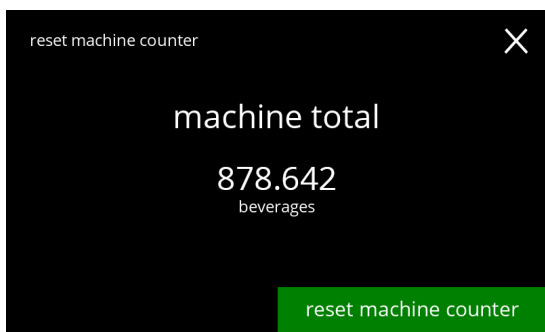 reset machine counter
machine total
878.642
beverages
reset machine counter